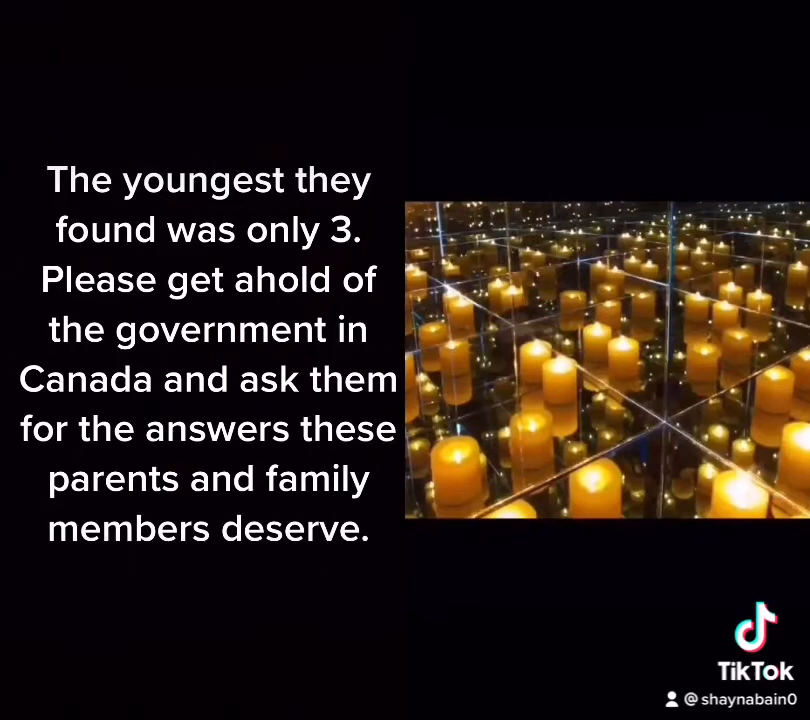 The youngest they
found was only 3.
Please get ahold of
the government in
Canada and ask them
for the answers these
parents and family
members deserve.
TikTok
@shaynabain0